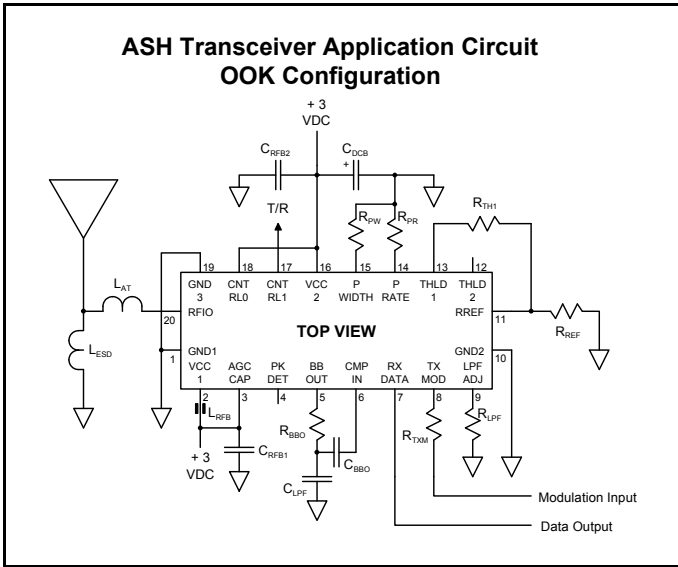 ASH Transceiver Application Circuit
OOK Configuration
+ 3
VDC
CRFB2
CDCB
+
T/R
RPW
RPR
RTH1
19
18
17
16
15
14
13
12
GND
3
CNT
RL0
CNT
RL1
VCC
2
P
WIDTH
P
RATE
THLD
1
THLD
2
LAT
20
RFIO
RREF
11
TOP VIEW
RREF
LESD
1
GND1
GND2
10
VCC
1
AGC
CAP
PK
DET
BB
OUT
CMP
IN
RX
DATA
TX
MOD
LPF
ADJ
2
3
4
5
6
7
8
9
LRFB
RBBO
RTXM
RLPF
+ 3
VDC
CRFB1
CBBO
CLPF
Modulation Input
Data Output